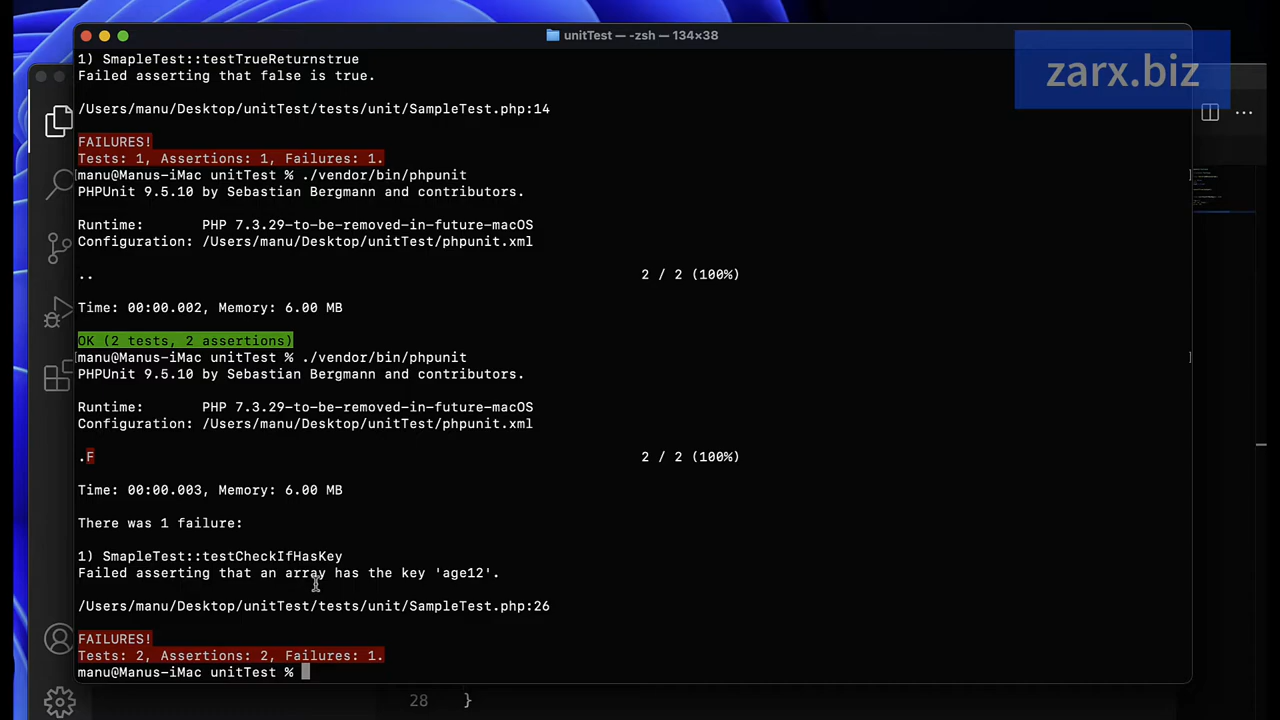 unitTest — -zsh — 134×38
zarx.biz
1) SmapleTest::testTrueReturnstrue
Failed asserting that false is true.
/Users/manu/Desktop/unitTest/tests/unit/SampleTest.php:14
FAILURES!
Tests: 1, Assertions: 1, Failures: 1.
manu@Manus-iMac unitTest % ./vendor/bin/phpunit
PHPUnit 9.5.10 by Sebastian Bergmann and contributors.
Runtime: PHP 7.3.29-to-be-removed-in-future-macOS
Configuration: /Users/manu/Desktop/unitTest/phpunit.xml
.. 2 / 2 (100%)
Time: 00:00.002, Memory: 6.00 MB
OK (2 tests, 2 assertions)
manu@Manus-iMac unitTest % ./vendor/bin/phpunit
PHPUnit 9.5.10 by Sebastian Bergmann and contributors.
Runtime: PHP 7.3.29-to-be-removed-in-future-macOS
Configuration: /Users/manu/Desktop/unitTest/phpunit.xml
.F 2 / 2 (100%)
Time: 00:00.003, Memory: 6.00 MB
There was 1 failure:
1) SmapleTest::testCheckIfHasKey
Failed asserting that an array has the key 'age12'.
/Users/manu/Desktop/unitTest/tests/unit/SampleTest.php:26
FAILURES!
Tests: 2, Assertions: 2, Failures: 1.
manu@Manus-iMac unitTest %
28 }